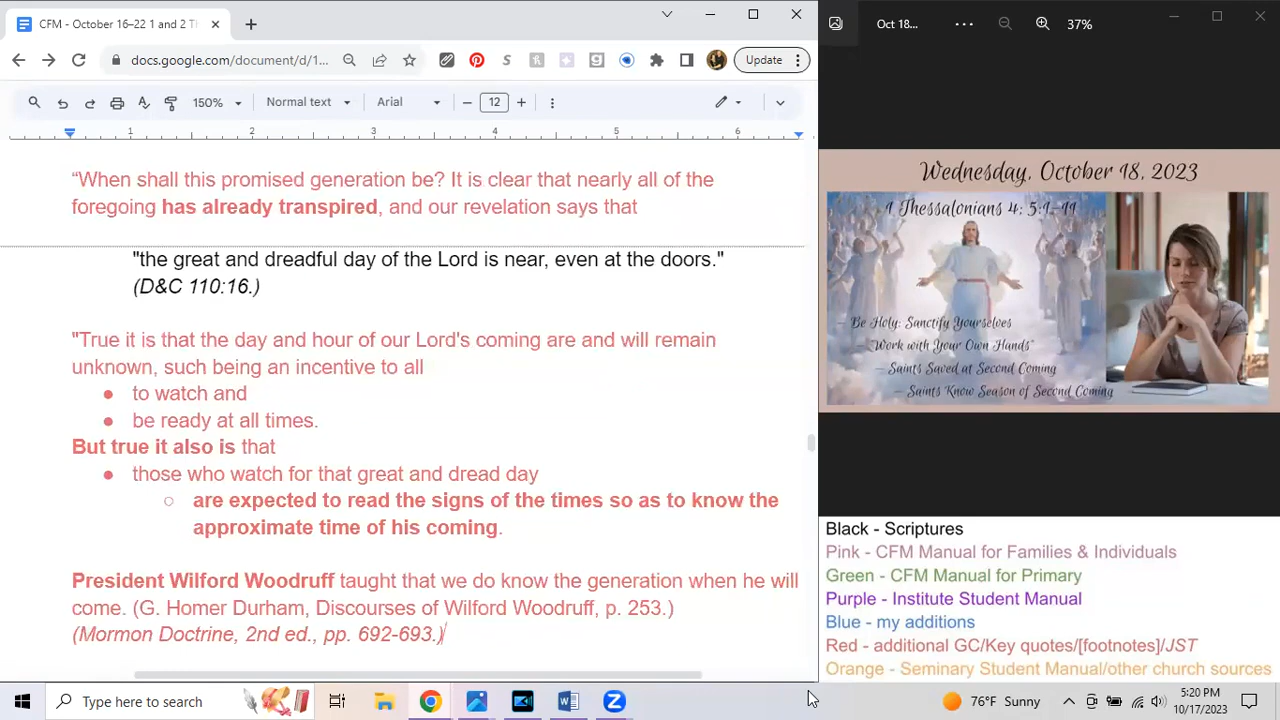 CFM - October 16–22 1 and 2 Th
docs.google.com/document/d/1...
Update
150%
Normal text
Arial
12
1 2 3 4 5 6
“When shall this promised generation be? It is clear that nearly all of the
foregoing has already transpired, and our revelation says that
"the great and dreadful day of the Lord is near, even at the doors."
(D&C 110:16.)
"True it is that the day and hour of our Lord's coming are and will remain
unknown, such being an incentive to all
● to watch and
● be ready at all times.
But true it also is that
● those who watch for that great and dread day
○ are expected to read the signs of the times so as to know the
approximate time of his coming.
President Wilford Woodruff taught that we do know the generation when he will
come. (G. Homer Durham, Discourses of Wilford Woodruff, p. 253.)
(Mormon Doctrine, 2nd ed., pp. 692-693.)
Oct 18...
37%
Wednesday, October 18, 2023
1 Thessalonians 4; 5:1-11
– Be Holy: Sanctify Yourselves
– "Work with Your Own Hands"
– Saints Saved at Second Coming
– Saints Know Season of Second Coming
Black - Scriptures
Pink - CFM Manual for Families & Individuals
Green - CFM Manual for Primary
Purple - Institute Student Manual
Blue - my additions
Red - additional GC/Key quotes/[footnotes]/JST
Orange - Seminary Student Manual/other church sources
Type here to search
76°F Sunny
5:20 PM
10/17/2023